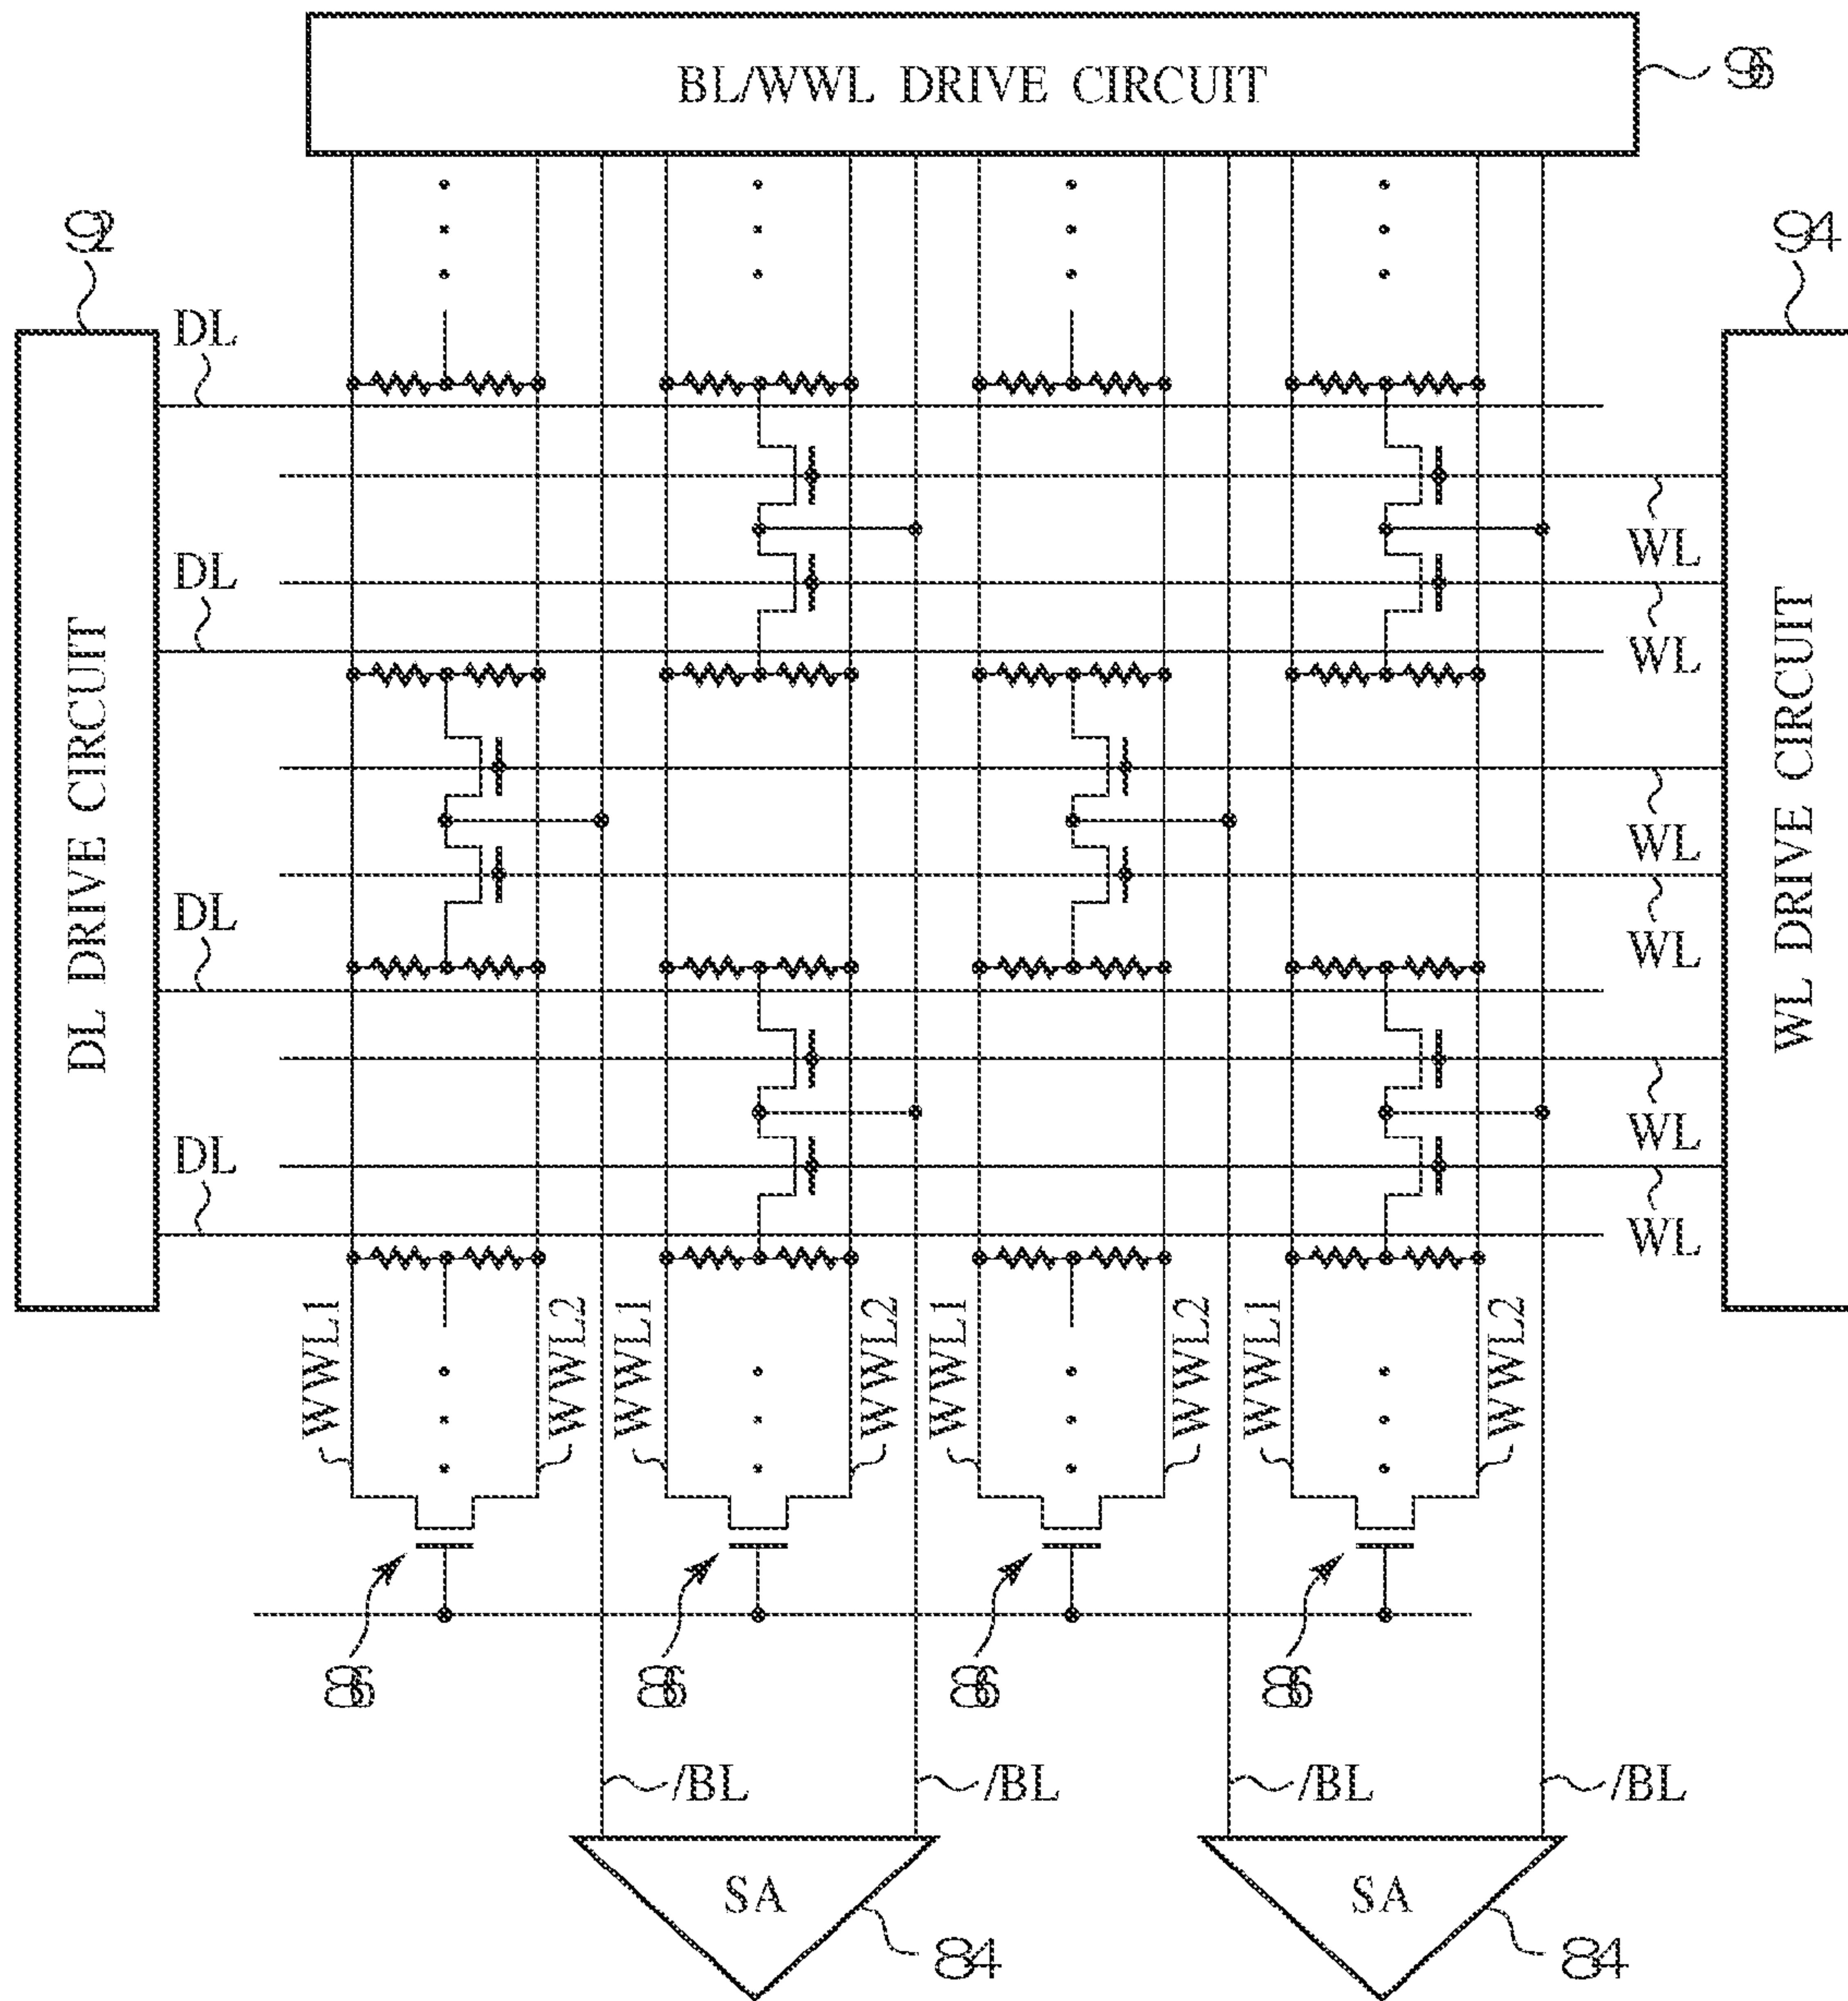 BL/WWL DRIVE CIRCUIT
96
92
94
DL
DL
WL
WL
DL DRIVE CIRCUIT
WL DRIVE CIRCUIT
WL
DL
WL
WL
DL
WL
WWL1
WWL2
WWL1
WWL2
WWL1
WWL2
WWL1
WWL2
86
86
86
86
/BL
/BL
/BL
/BL
SA
SA
84
84